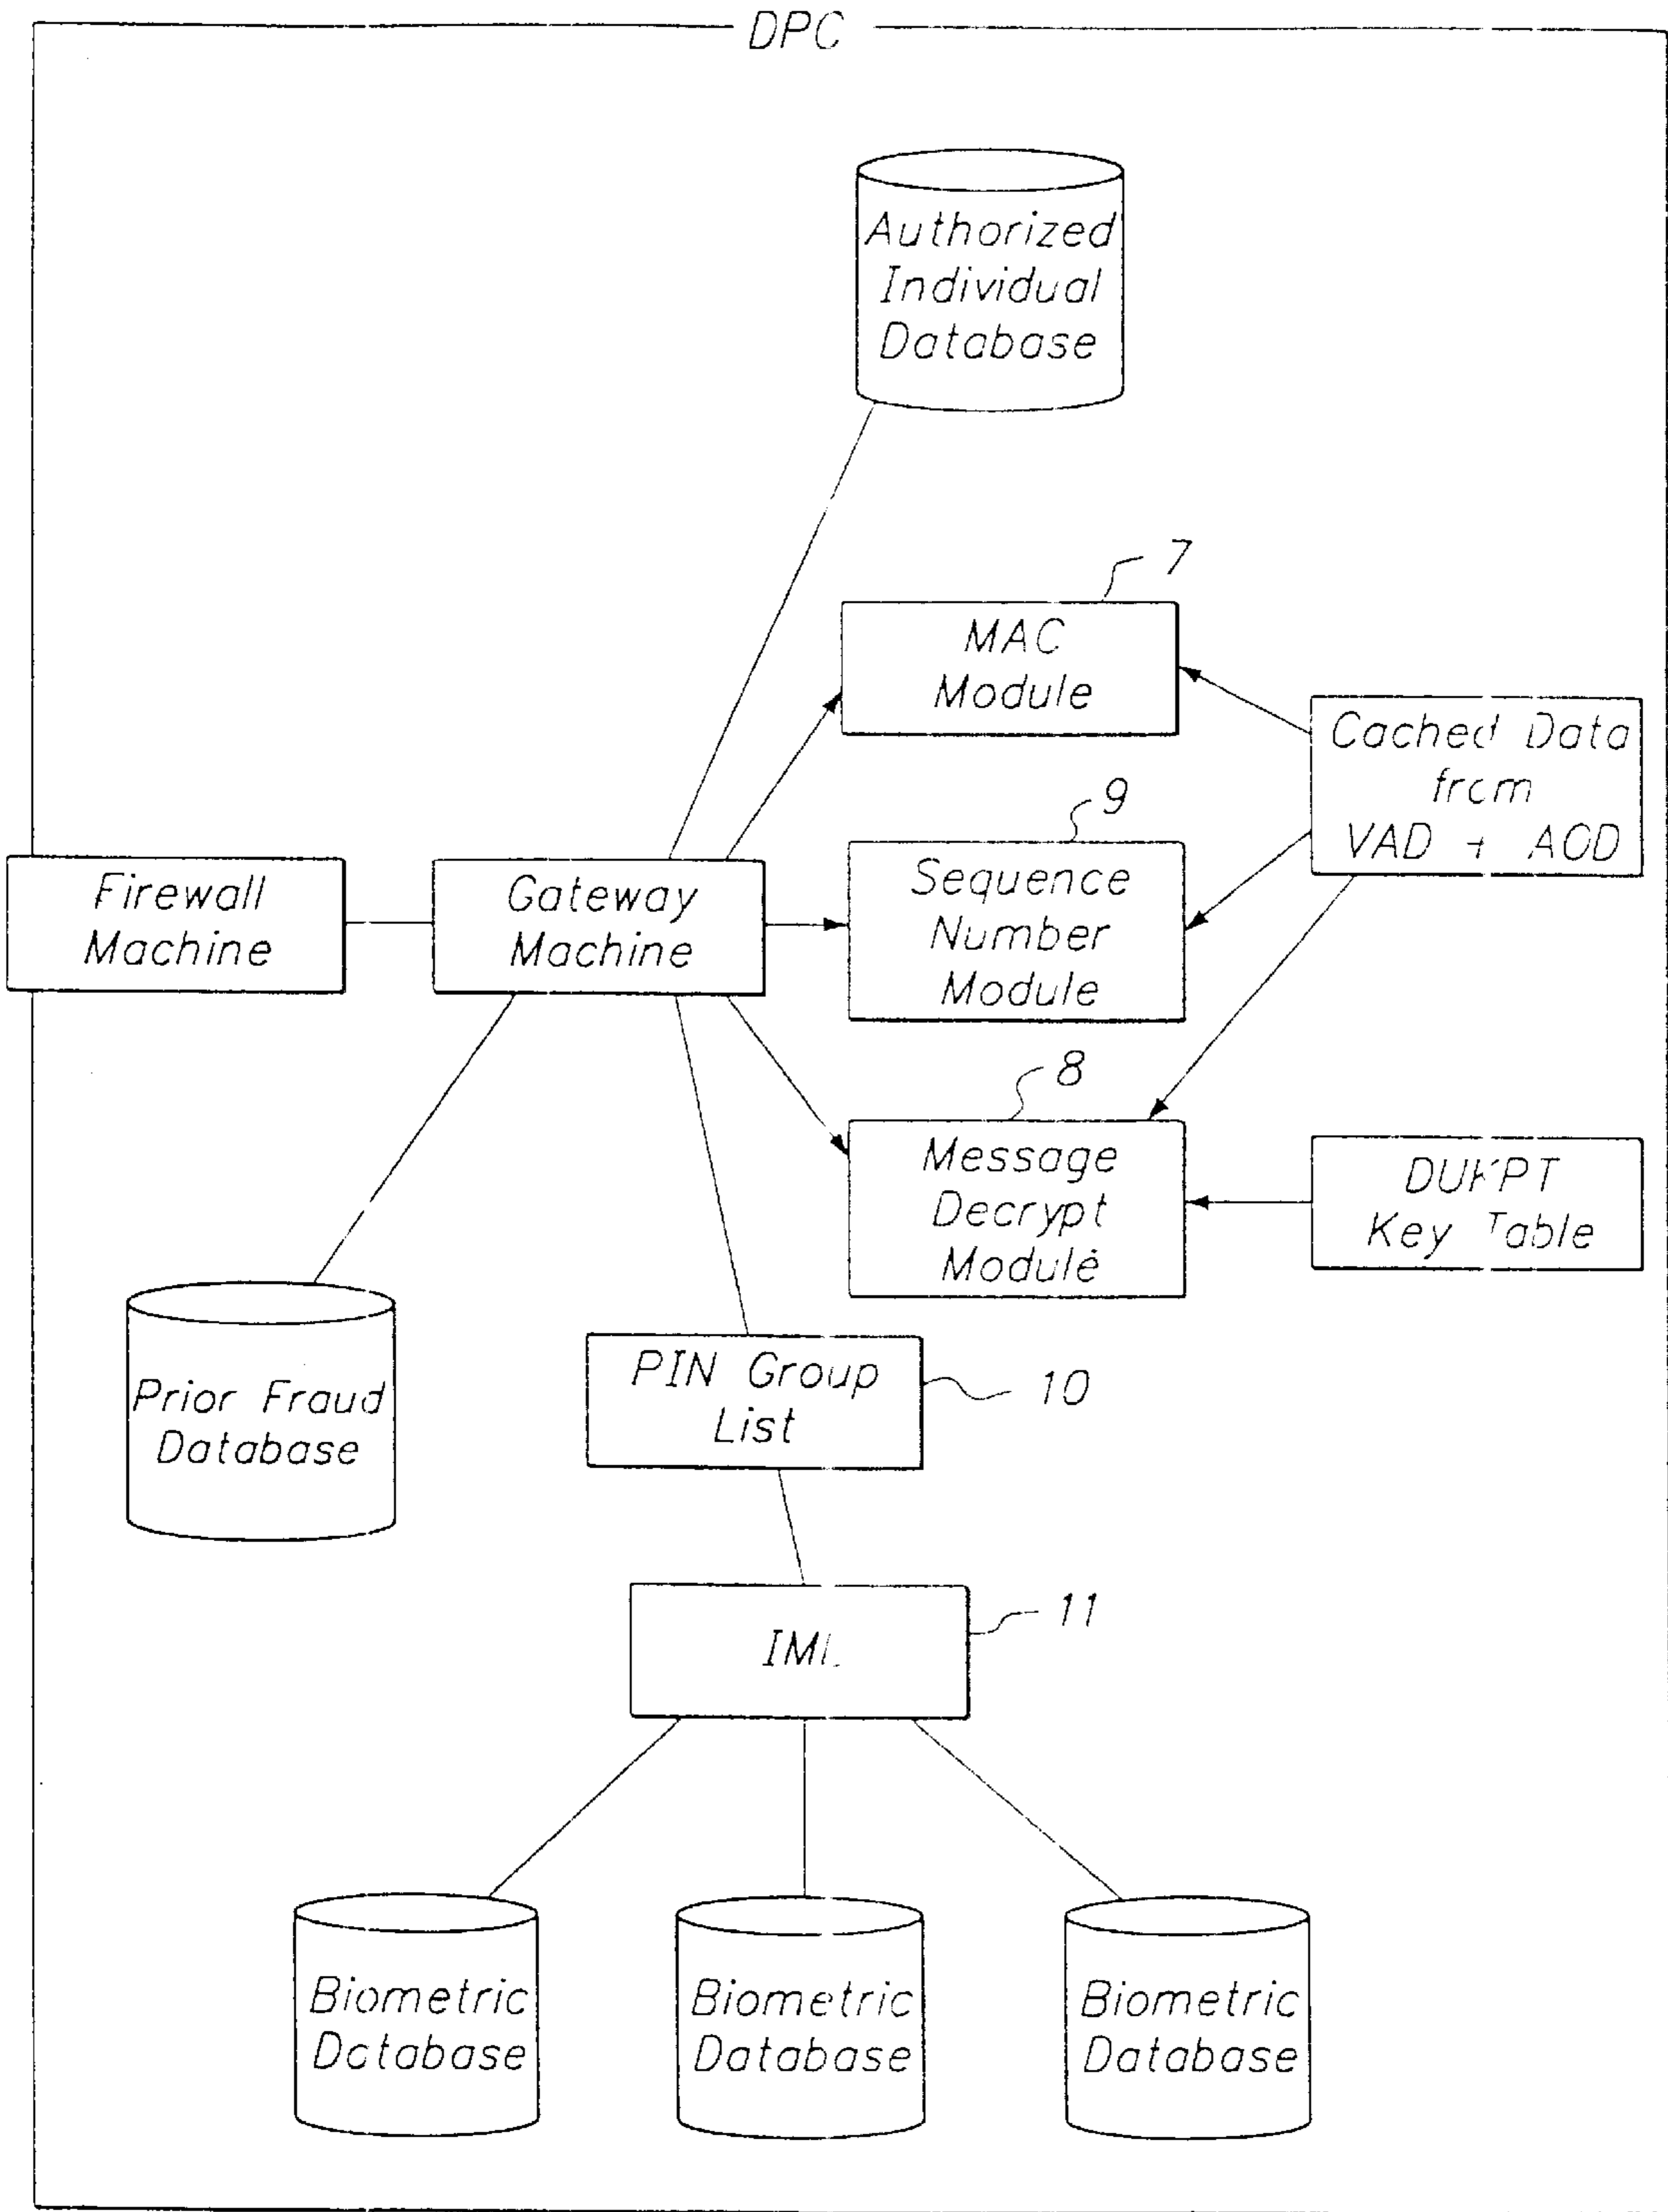 DPC
Authorized
Individual
Database
7
MAC
Module
Cached Data
from
VAD + AOD
9
Sequence
Number
Module
Firewall
Machine
Gateway
Machine
8
Message
Decrypt
Module
DUKPT
Key Table
Prior Fraud
Database
PIN Group
List
10
11
Biometric
Database
Biometric
Database
Biometric
Database